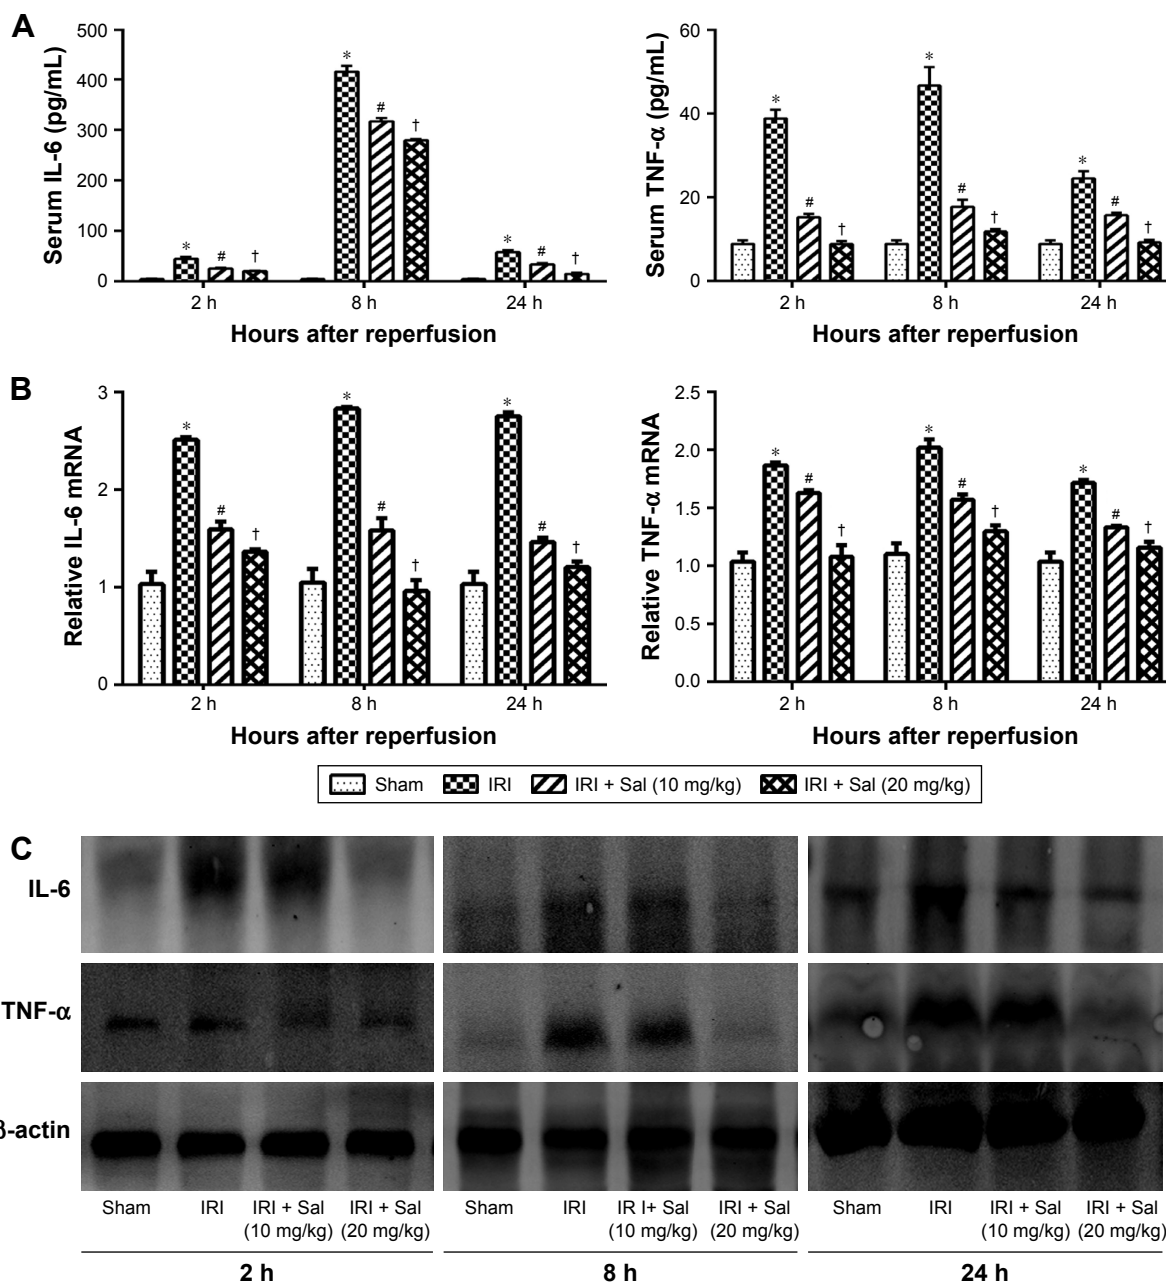 A
500
400
300
200
100
0
Serum IL-6 (pg/mL)
* # †
* # †
* # †
2 h 8 h 24 h
Hours after reperfusion
60
40
20
0
Serum TNF-α (pg/mL)
* # †
* # †
* # †
2 h 8 h 24 h
Hours after reperfusion
B
3
2
1
0
Relative IL-6 mRNA
* # †
* # †
* # †
2 h 8 h 24 h
Hours after reperfusion
2.5
2.0
1.5
1.0
0.5
0.0
Relative TNF-α mRNA
* # †
* # †
* # †
2 h 8 h 24 h
Hours after reperfusion
Sham IRI IRI + Sal (10 mg/kg) IRI + Sal (20 mg/kg)
C
IL-6
TNF-α
β-actin
Sham IRI IRI + Sal IRI + Sal Sham IRI IR I+ Sal IRI + Sal Sham IRI IRI + Sal IRI + Sal
(10 mg/kg) (20 mg/kg) (10 mg/kg) (20 mg/kg) (10 mg/kg) (20 mg/kg)
2 h 8 h 24 h